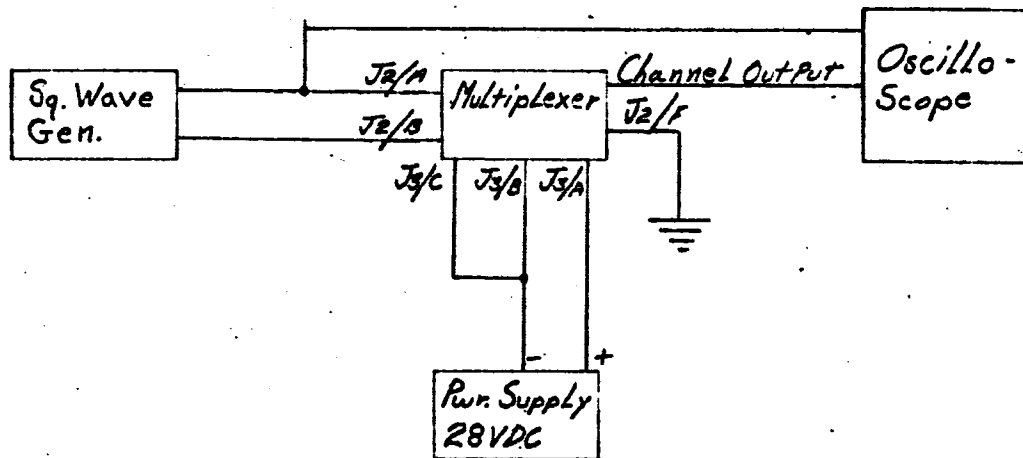 Sq. Wave
Gen.
J2/A
J2/B
Multiplexer
Channel OutPut
J2/F
Oscillo-
Scope
J3/C
J3/B
J3/A
-
+
Pwr. Supply
28VDC